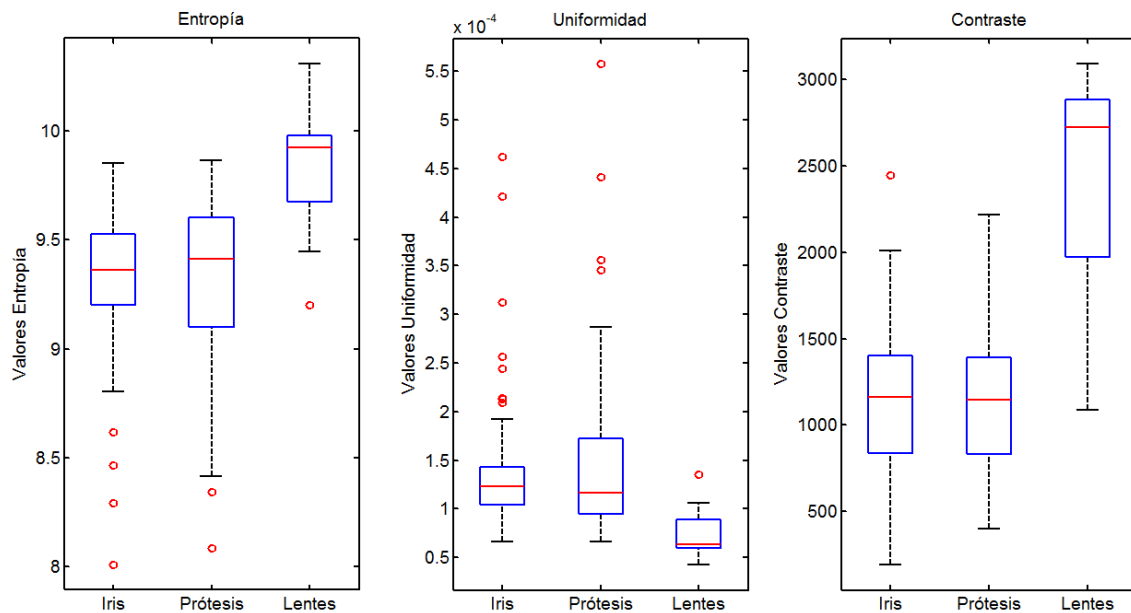 Entropía
Valores Entropía
10
9.5
9
8.5
8
Iris Prótesis Lentes
Uniformidad
x 10-4
Valores Uniformidad
5.5
5
4.5
4
3.5
3
2.5
2
1.5
1
0.5
Iris Prótesis Lentes
Contraste
Valores Contraste
3000
2500
2000
1500
1000
500
Iris Prótesis Lentes